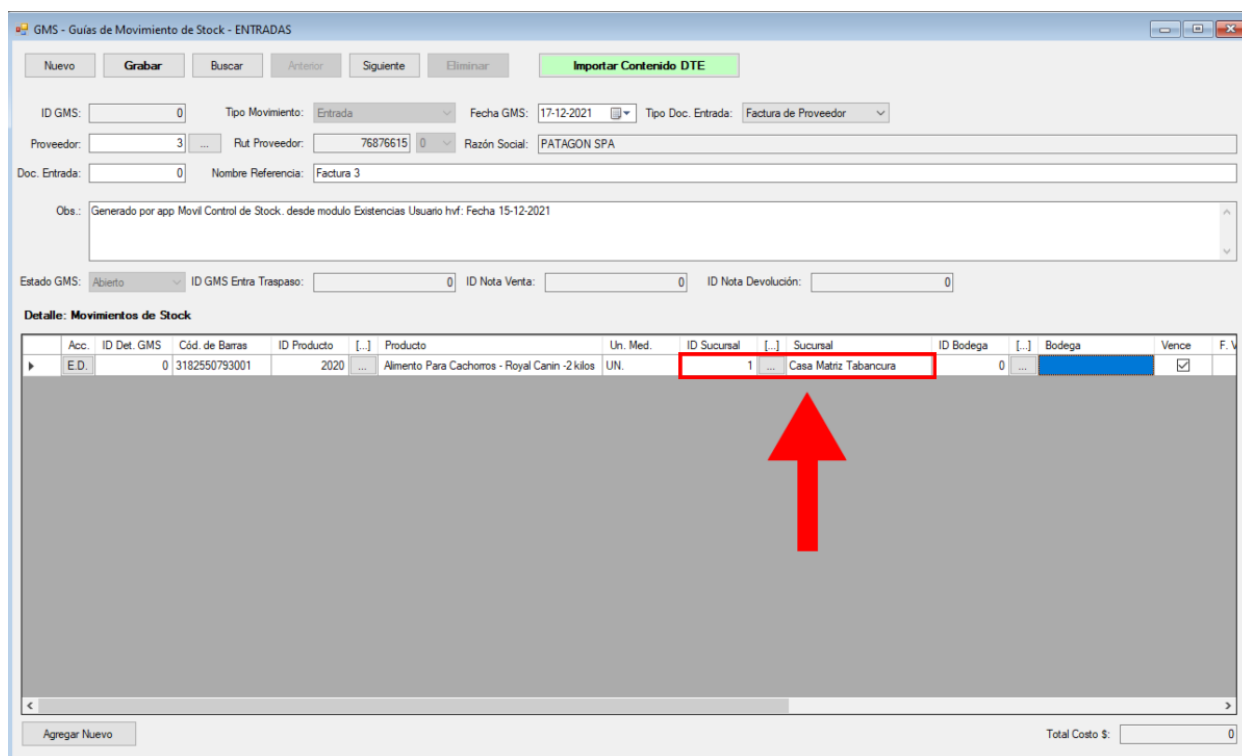 GMS - Guías de Movimiento de Stock - ENTRADAS
Nuevo Grabar Buscar Anterior Siguiente Eliminar Importar Contenido DTE
ID GMS: 0 Tipo Movimiento: Entrada Fecha GMS: 17-12-2021 Tipo Doc. Entrada: Factura de Proveedor
Proveedor: 3 ... Rut Proveedor: 76876615 0 Razón Social: PATAGON SPA
Doc. Entrada: 0 Nombre Referencia: Factura 3
Obs.: Generado por app Movil Control de Stock. desde modulo Existencias Usuario hvf: Fecha 15-12-2021
Estado GMS: Abierto ID GMS Entra Traspaso: 0 ID Nota Venta: 0 ID Nota Devolución: 0
Detalle: Movimientos de Stock
Acc. ID Det. GMS Cód. de Barras ID Producto [...] Producto Un. Med. ID Sucursal [...] Sucursal ID Bodega [...] Bodega Vence F. V
E.D. 0 3182550793001 2020 ... Alimento Para Cachorros - Royal Canin -2 kilos UN. 1 ... Casa Matriz Tabancura 0 ...
Agregar Nuevo Total Costo $: 0